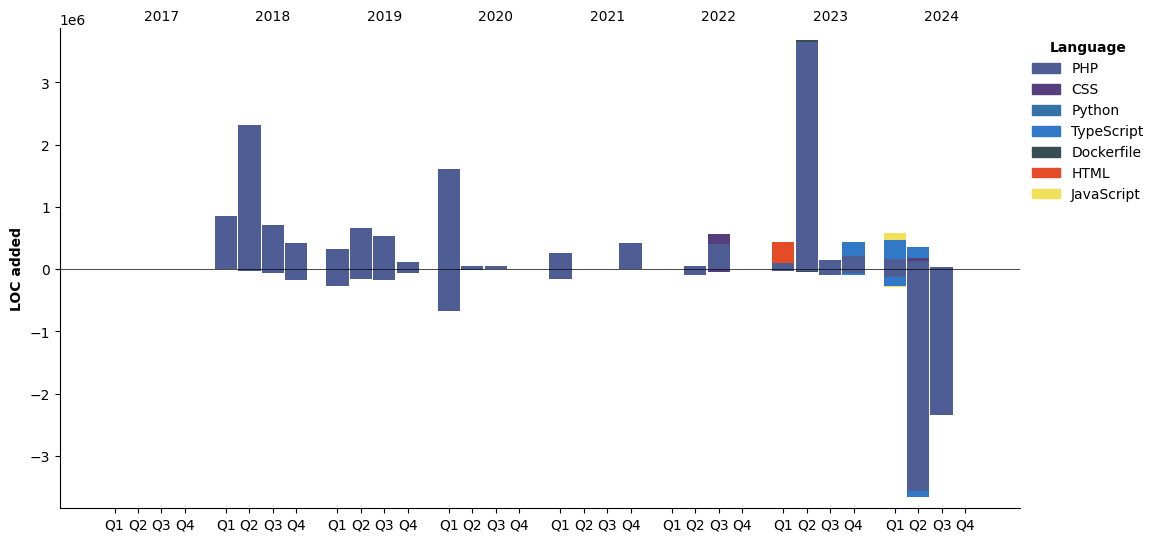 2017 2018 2019 2020 2021 2022 2023 2024
1e6
Language
PHP
CSS
Python
TypeScript
Dockerfile
HTML
JavaScript
LOC added
3
2
1
0
−1
−2
−3
Q1 Q2 Q3 Q4 Q1 Q2 Q3 Q4 Q1 Q2 Q3 Q4 Q1 Q2 Q3 Q4 Q1 Q2 Q3 Q4 Q1 Q2 Q3 Q4 Q1 Q2 Q3 Q4 Q1 Q2 Q3 Q4